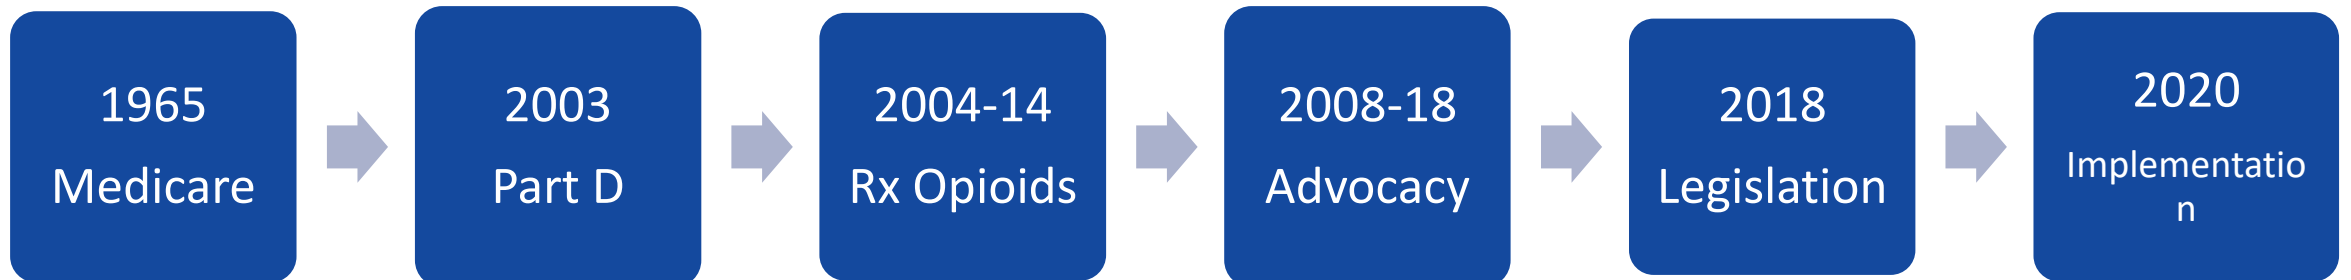 1965
Medicare
2003
Part D
2004-14
Rx Opioids
2008-18
Advocacy
2018
Legislation
2020
Implementatio
n